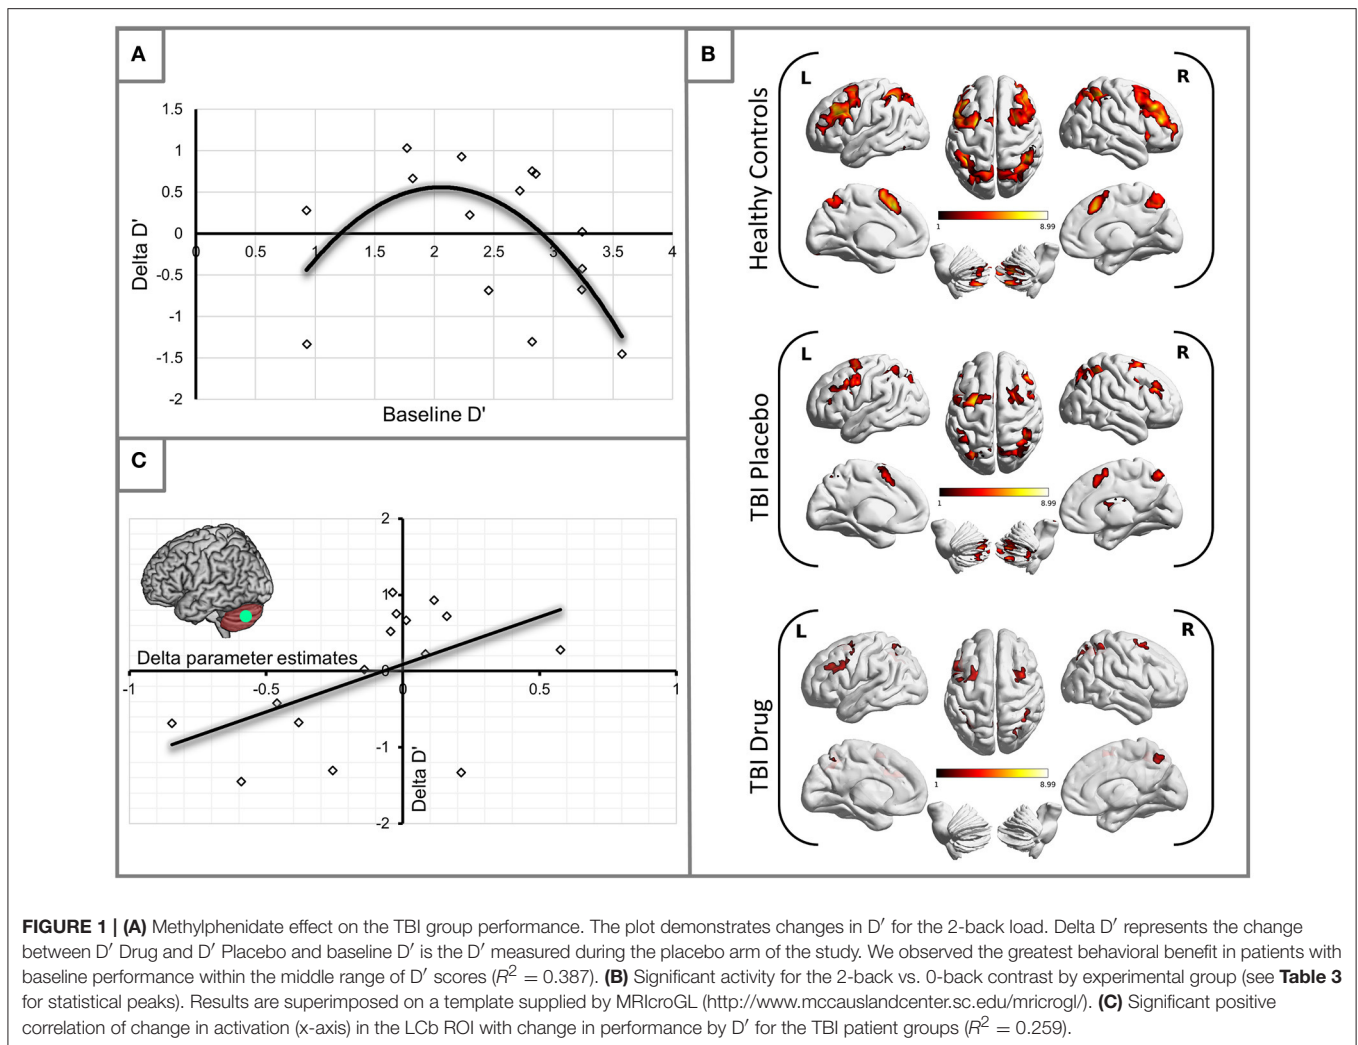 A
1.5
1
0.5
0
-0.5
-1
-1.5
-2
0 0.5 1 1.5 2 2.5 3 3.5 4
Delta D'
Baseline D'
B
Healthy Controls
L R
1 8.99
TBI Placebo
L R
1 8.99
TBI Drug
L R
1 8.99
C
2
1
0
-1
-2
-1 -0.5 0 0.5 1
Delta parameter estimates
Delta D'
FIGURE 1 | (A) Methylphenidate effect on the TBI group performance. The plot demonstrates changes in D′ for the 2-back load. Delta D′ represents the change
between D′ Drug and D′ Placebo and baseline D′ is the D′ measured during the placebo arm of the study. We observed the greatest behavioral benefit in patients with
baseline performance within the middle range of D′ scores (R² = 0.387). (B) Significant activity for the 2-back vs. 0-back contrast by experimental group (see Table 3
for statistical peaks). Results are superimposed on a template supplied by MRIcroGL (http://www.mccauslandcenter.sc.edu/mricrogl/). (C) Significant positive
correlation of change in activation (x-axis) in the LCb ROI with change in performance by D′ for the TBI patient groups (R² = 0.259).